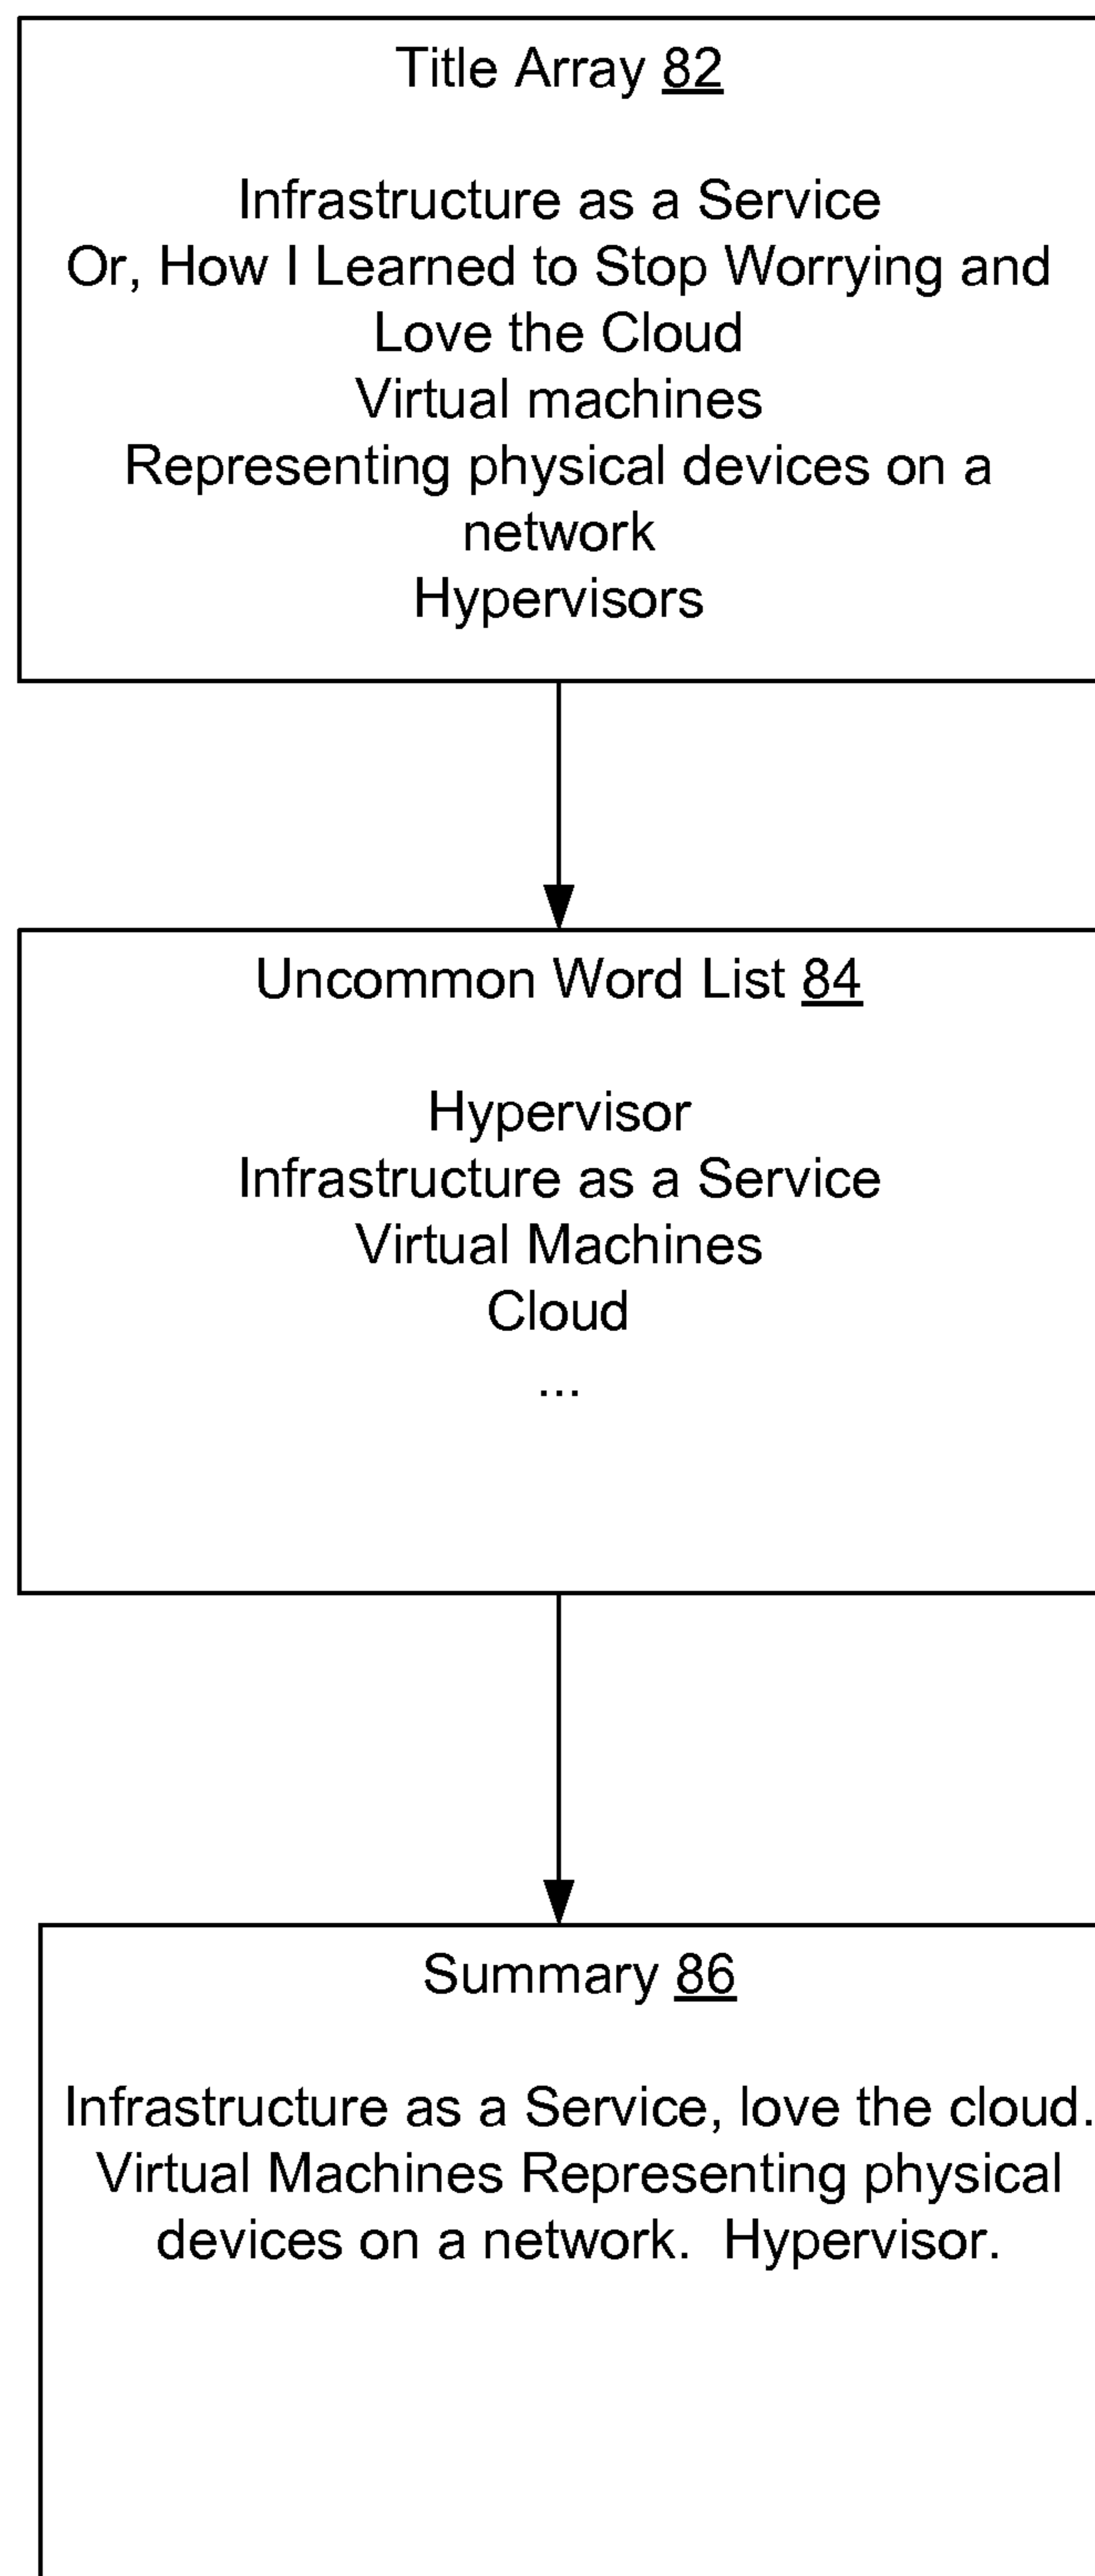 Title Array 82
Infrastructure as a Service
Or, How I Learned to Stop Worrying and
Love the Cloud
Virtual machines
Representing physical devices on a
network
Hypervisors
Uncommon Word List 84
Hypervisor
Infrastructure as a Service
Virtual Machines
Cloud
...
Summary 86
Infrastructure as a Service, love the cloud.
Virtual Machines Representing physical
devices on a network.  Hypervisor.